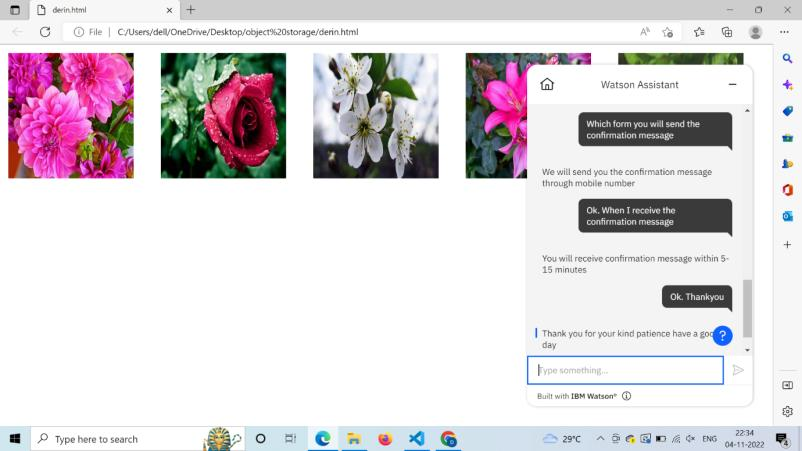 derin.html
File
C:/Users/dell/OneDrive/Desktop/object%20storage/derin.html
Watson Assistant
Which form you will send the
confirmation message
We will send you the confirmation message
through mobile number
Ok. When I receive the
confirmation message
You will receive confirmation message within 5-
15 minutes
Ok. Thankyou
Thank you for your kind patience have a
day
?
Type something...
Built with IBM Watson®
Type here to search
29°C
ENG
22:34
04-11-2022
4